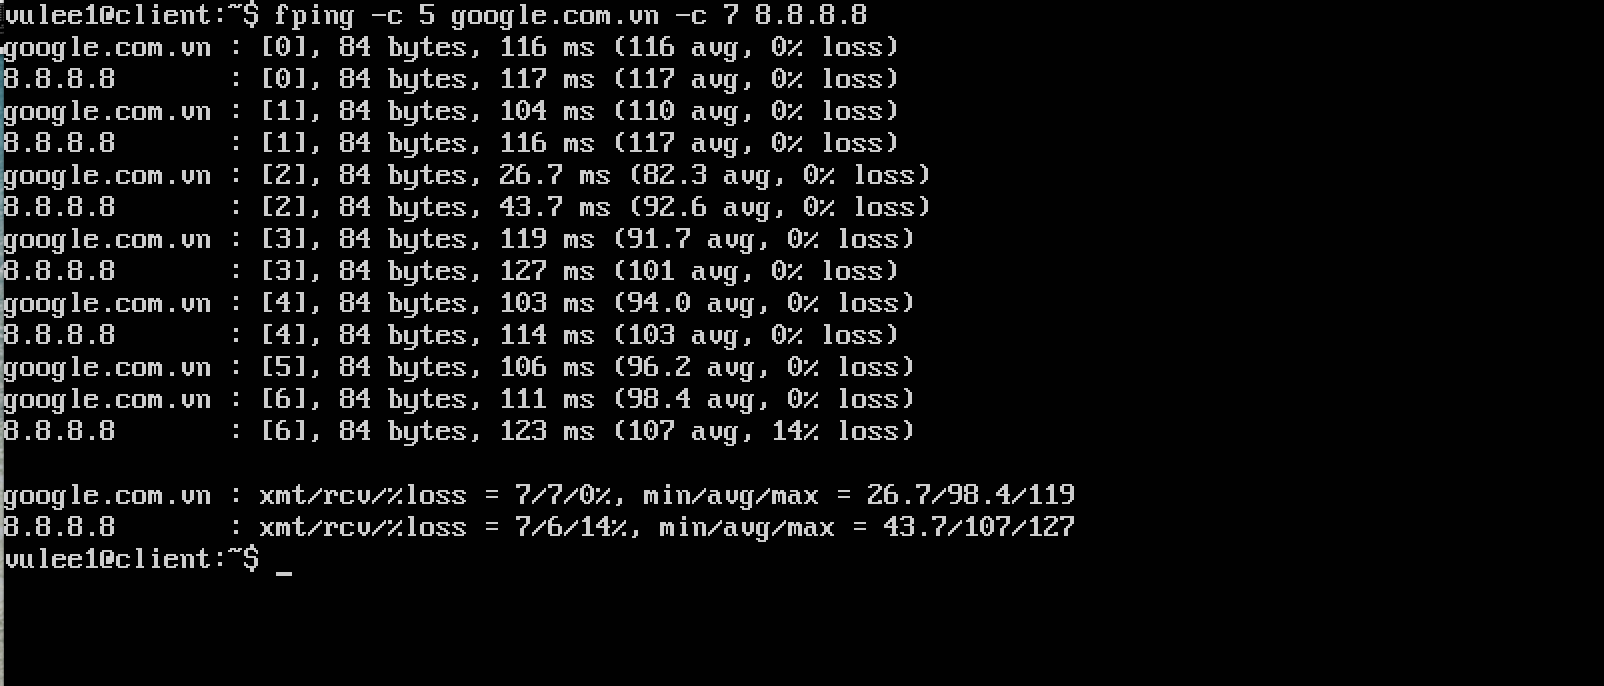 vulee1@client:~$ fping -c 5 google.com.vn -c 7 8.8.8.8
google.com.vn : [0], 84 bytes, 116 ms (116 avg, 0% loss)
8.8.8.8       : [0], 84 bytes, 117 ms (117 avg, 0% loss)
google.com.vn : [1], 84 bytes, 104 ms (110 avg, 0% loss)
8.8.8.8       : [1], 84 bytes, 116 ms (117 avg, 0% loss)
google.com.vn : [2], 84 bytes, 26.7 ms (82.3 avg, 0% loss)
8.8.8.8       : [2], 84 bytes, 43.7 ms (92.6 avg, 0% loss)
google.com.vn : [3], 84 bytes, 119 ms (91.7 avg, 0% loss)
8.8.8.8       : [3], 84 bytes, 127 ms (101 avg, 0% loss)
google.com.vn : [4], 84 bytes, 103 ms (94.0 avg, 0% loss)
8.8.8.8       : [4], 84 bytes, 114 ms (103 avg, 0% loss)
google.com.vn : [5], 84 bytes, 106 ms (96.2 avg, 0% loss)
google.com.vn : [6], 84 bytes, 111 ms (98.4 avg, 0% loss)
8.8.8.8       : [6], 84 bytes, 123 ms (107 avg, 14% loss)

google.com.vn : xmt/rcv/%loss = 7/7/0%, min/avg/max = 26.7/98.4/119
8.8.8.8       : xmt/rcv/%loss = 7/6/14%, min/avg/max = 43.7/107/127
vulee1@client:~$ _